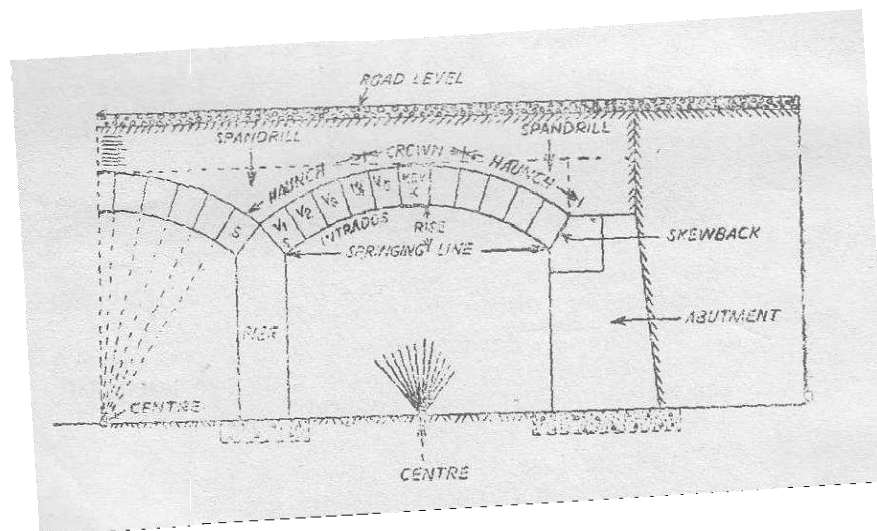 ROAD LEVEL
SPANDRILL
SPANDRILL
HAUNCH
CROWN
HAUNCH
S
V1
V2
V3
V4
V5
KEY
K
S
INTRADOS
RISE
SPRINGING LINE
SKEWBACK
PIER
ABUTMENT
CENTRE
CENTRE